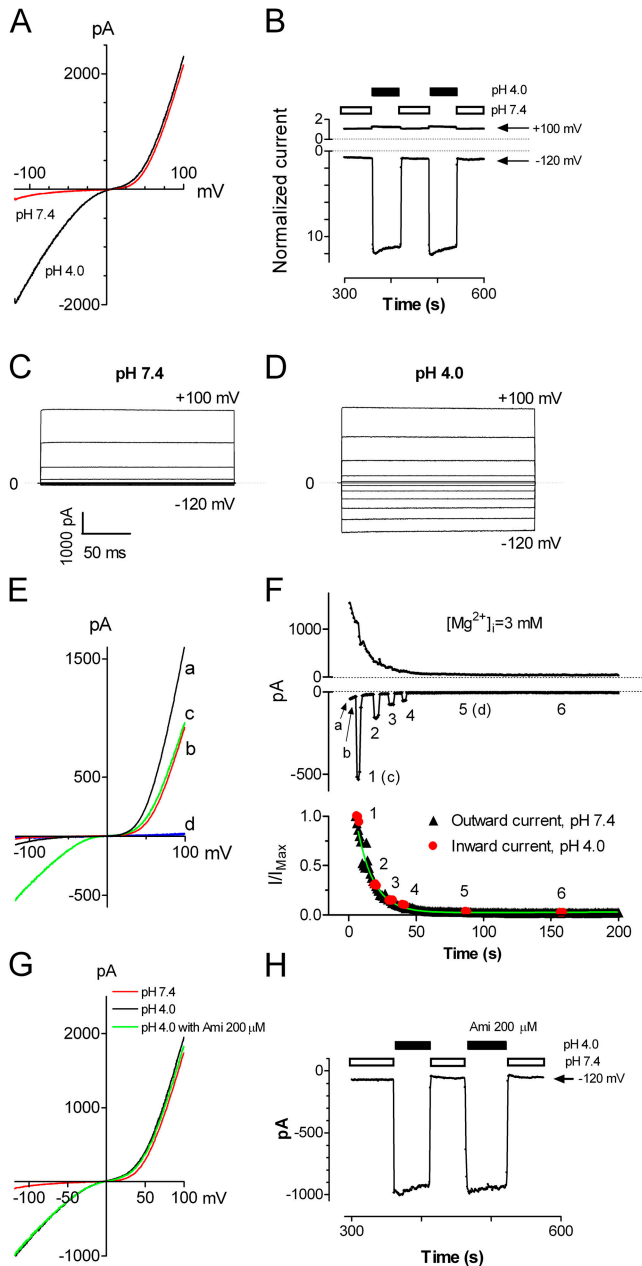 A
pA
2000
-100
100
mV
pH 7.4
pH 4.0
-2000
B
pH 4.0
pH 7.4
2
0
0
10
Normalized current
+100 mV
-120 mV
300
600
Time (s)
C
pH 7.4
+100 mV
0
-120 mV
1000 pA
50 ms
D
pH 4.0
+100 mV
0
-120 mV
E
pA
1500
500
-100
100
mV
-500
a
c
b
d
F
[Mg2+]i=3 mM
1000
0
0
-500
pA
a
b
1 (c)
2
3
4
5 (d)
6
1.0
0.5
0.0
I/IMax
1
2
3
4
5
6
Outward current, pH 7.4
Inward current, pH 4.0
0
50
100
150
200
Time (s)
G
pA
pH 7.4
pH 4.0
pH 4.0 with Ami 200 μM
2000
1000
-100
-50
50
100
mV
-1000
H
Ami 200 μM
pH 4.0
pH 7.4
0
-500
-1000
pA
-120 mV
300
600
Time (s)